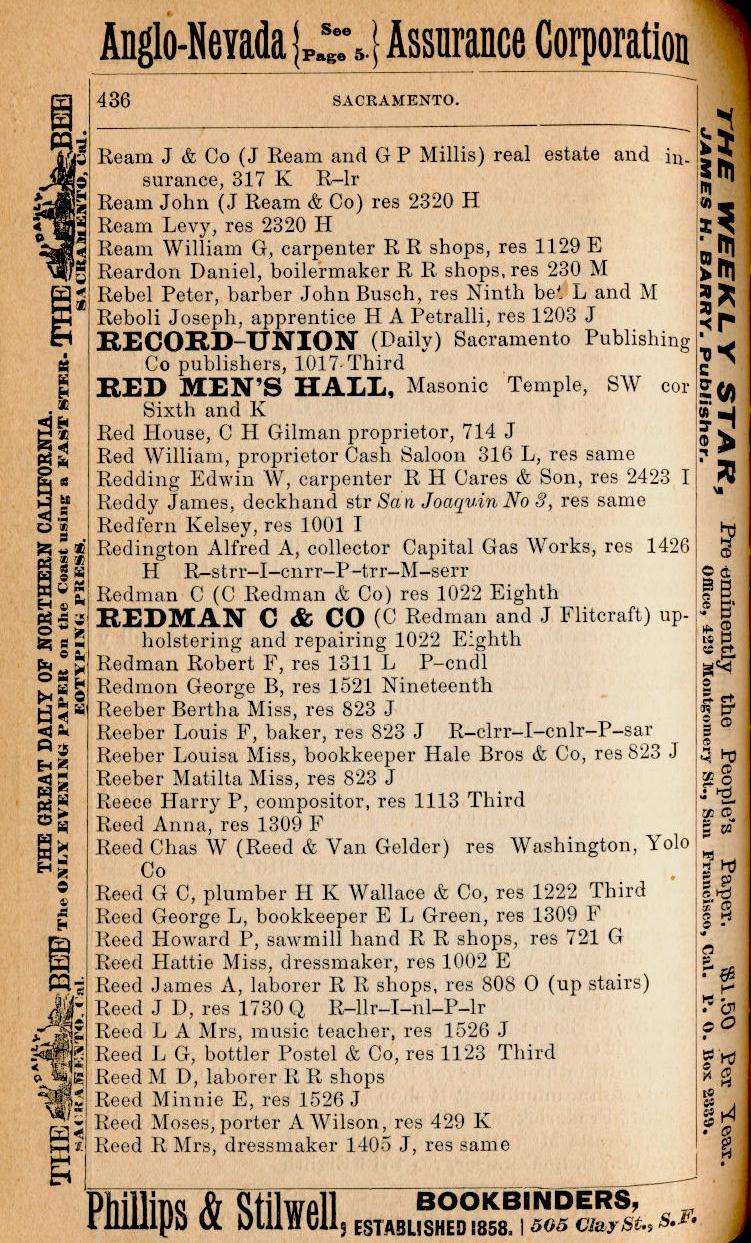 Anglo-Nevada { See Page 5. } Assurance Corporation
436 SACRAMENTO.
Ream J & Co (J Ream and G P Millis) real estate and in-
surance, 317 K R-lr
Ream John (J Ream & Co) res 2320 H
Ream Levy, res 2320 H
Ream William G, carpenter R R shops, res 1129 E
Reardon Daniel, boilermaker R R shops, res 230 M
Rebel Peter, barber John Busch, res Ninth bet L and M
Reboli Joseph, apprentice H A Petralli, res 1203 J
RECORD-UNION (Daily) Sacramento Publishing
Co publishers, 1017 Third
RED MEN'S HALL, Masonic Temple, SW cor
Sixth and K
Red House, C H Gilman proprietor, 714 J
Red William, proprietor Cash Saloon 316 L, res same
Redding Edwin W, carpenter R H Cares & Son, res 2423 I
Reddy James, deckhand str San Joaquin No 3, res same
Redfern Kelsey, res 1001 I
Redington Alfred A, collector Capital Gas Works, res 1426
H R-strr-I-cnrr-P-trr-M-serr
Redman C (C Redman & Co) res 1022 Eighth
REDMAN C & CO (C Redman and J Flitcraft) up-
holstering and repairing 1022 Eighth
Redman Robert F, res 1311 L P-cndl
Redmon George B, res 1521 Nineteenth
Reeber Bertha Miss, res 823 J
Reeber Louis F, baker, res 823 J R-clrr-I-cnlr-P-sar
Reeber Louisa Miss, bookkeeper Hale Bros & Co, res 823 J
Reeber Matilta Miss, res 823 J
Reece Harry P, compositor, res 1113 Third
Reed Anna, res 1309 F
Reed Chas W (Reed & Van Gelder) res Washington, Yolo
Co
Reed G C, plumber H K Wallace & Co, res 1222 Third
Reed George L, bookkeeper E L Green, res 1309 F
Reed Howard P, sawmill hand R R shops, res 721 G
Reed Hattie Miss, dressmaker, res 1002 E
Reed James A, laborer R R shops, res 808 O (up stairs)
Reed J D, res 1730 Q R-llr-I-nl-P-lr
Reed L A Mrs, music teacher, res 1526 J
Reed L G, bottler Postel & Co, res 1123 Third
Reed M D, laborer R R shops
Reed Minnie E, res 1526 J
Reed Moses, porter A Wilson, res 429 K
Reed R Mrs, dressmaker 1405 J, res same
THE DAILY BEE
SACRAMENTO, Cal.
THE GREAT DAILY OF NORTHERN CALIFORNIA.
The ONLY EVENING PAPER on the Coast using a FAST STER-
EOTYPING PRESS.
THE DAILY BEE
SACRAMENTO, Cal.
THE WEEKLY STAR, Pre eminently the People's Paper. $1.50 Per Year.
JAMES H. BARRY, Publisher. Office, 429 Montgomery St., San Francisco, Cal. P. O. Box 2339.
Phillips & Stilwell, BOOKBINDERS,
ESTABLISHED 1858. | 505 Clay St., S.F.